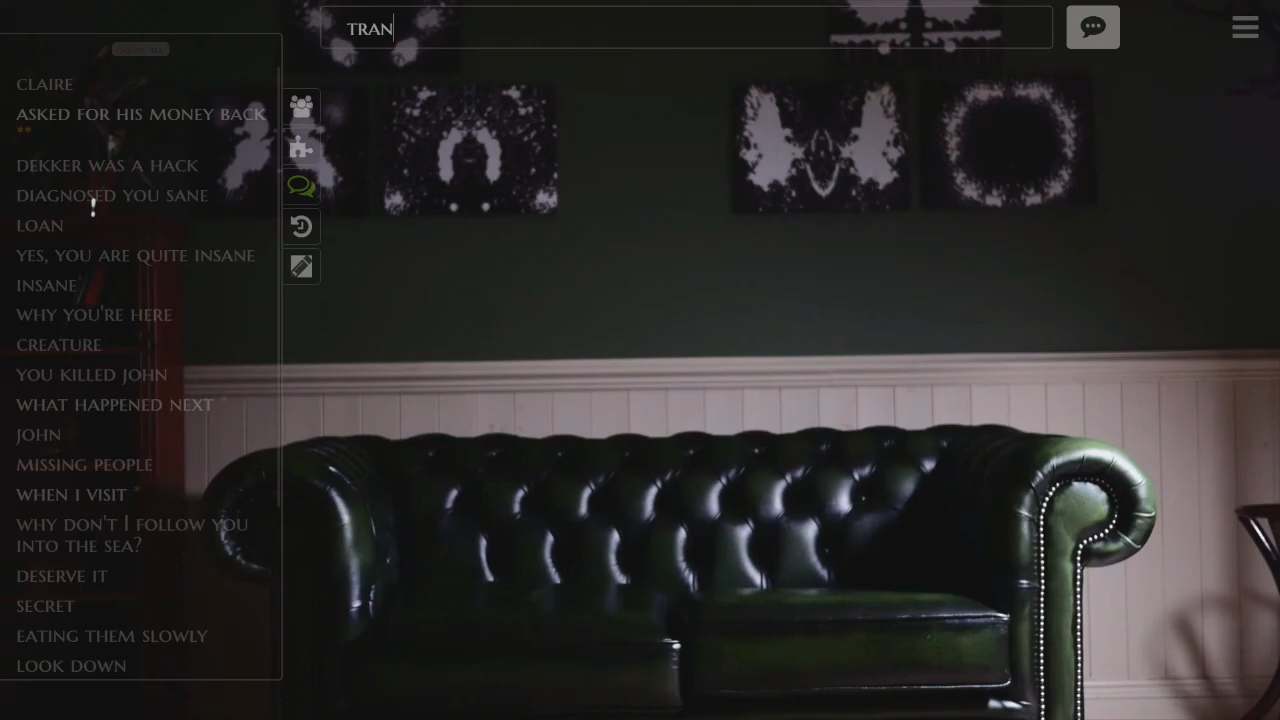 TRAN
SHOW ALL
CLAIRE
ASKED FOR HIS MONEY BACK
**
DEKKER WAS A HACK
DIAGNOSED YOU SANE
LOAN
YES, YOU ARE QUITE INSANE
INSANE
WHY YOU'RE HERE
CREATURE
YOU KILLED JOHN
WHAT HAPPENED NEXT *
JOHN
MISSING PEOPLE
WHEN I VISIT *
WHY DON'T I FOLLOW YOU
INTO THE SEA?
DESERVE IT
SECRET
EATING THEM SLOWLY
LOOK DOWN